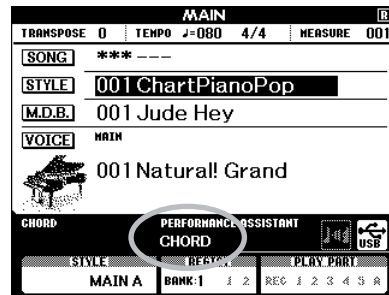 MAIN R
TRANSPOSE 0 TEMPO ♩=080 4/4 MEASURE 001
SONG *** ---
STYLE 001 ChartPianoPop
M.D.B. 001 Jude Hey
VOICE MAIN
001 Natural! Grand
CHORD PERFORMANCE ASSISTANT
CHORD
USB
STYLE REGIST PLAY PART
MAIN A BANK:1 1 2 REC 1 2 3 4 5 A